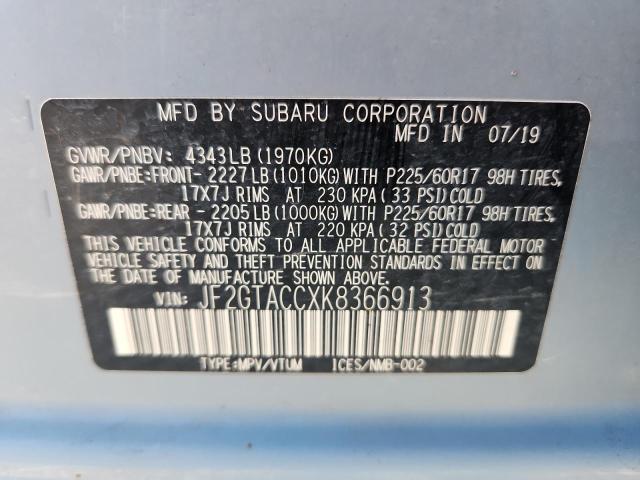 MFD BY SUBARU CORPORATION
MFD IN 07/19
GVWR/PNBV: 4343LB(1970KG)
GAWR/PNBE:FRONT- 2227LB(1010KG)WITH P225/60R17 98H TIRES,
17X7J RIMS AT 230 KPA(33 PSI)COLD
GAWR/PNBE:REAR - 2205LB(1000KG)WITH P225/60R17 98H TIRES,
17X7J RIMS AT 220 KPA(32 PSI)COLD
THIS VEHICLE CONFORMS TO ALL APPLICABLE FEDERAL MOTOR
VEHICLE SAFETY AND THEFT PREVENTION STANDARDS IN EFFECT ON
THE DATE OF MANUFACTURE SHOWN ABOVE.
VIN: JF2GTACCXK8366913
TYPE:MPV/VTUM ICES/NMB-002